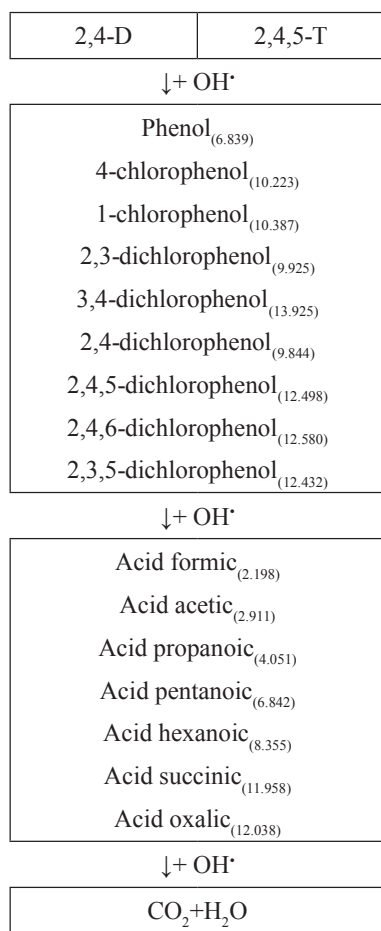 2,4-D 2,4,5-T
↓+ OH•
Phenol(6.839)
4-chlorophenol(10.223)
1-chlorophenol(10.387)
2,3-dichlorophenol(9.925)
3,4-dichlorophenol(13.925)
2,4-dichlorophenol(9.844)
2,4,5-dichlorophenol(12.498)
2,4,6-dichlorophenol(12.580)
2,3,5-dichlorophenol(12.432)
↓+ OH•
Acid formic(2.198)
Acid acetic(2.911)
Acid propanoic(4.051)
Acid pentanoic(6.842)
Acid hexanoic(8.355)
Acid succinic(11.958)
Acid oxalic(12.038)
↓+ OH•
CO2+H2O